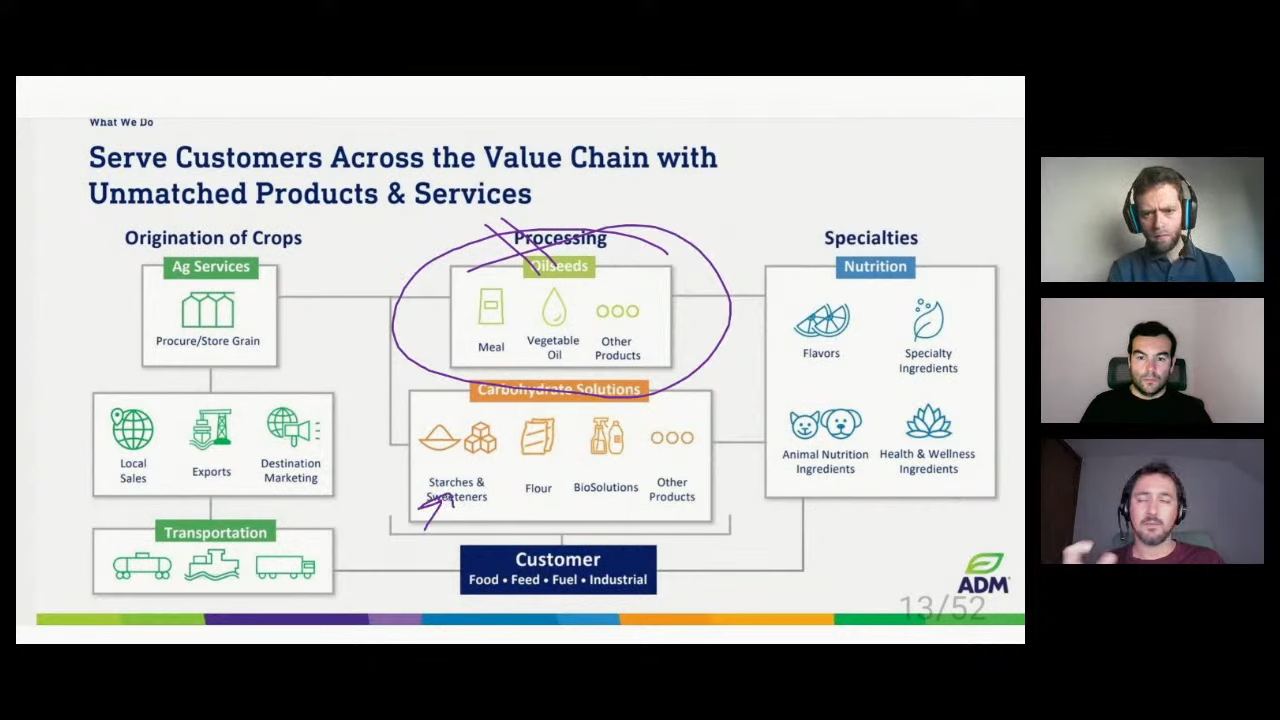 What We Do
Serve Customers Across the Value Chain with
Unmatched Products & Services
Origination of Crops
Ag Services
Procure/Store Grain
Local
Sales
Exports
Destination
Marketing
Transportation
Processing
Oilseeds
Meal
Vegetable
Oil
Other
Products
Carbohydrate Solutions
Starches &
Sweeteners
Flour
BioSolutions
Other
Products
Customer
Food • Feed • Fuel • Industrial
Specialties
Nutrition
Flavors
Specialty
Ingredients
Animal Nutrition
Ingredients
Health & Wellness
Ingredients
ADM
13/52